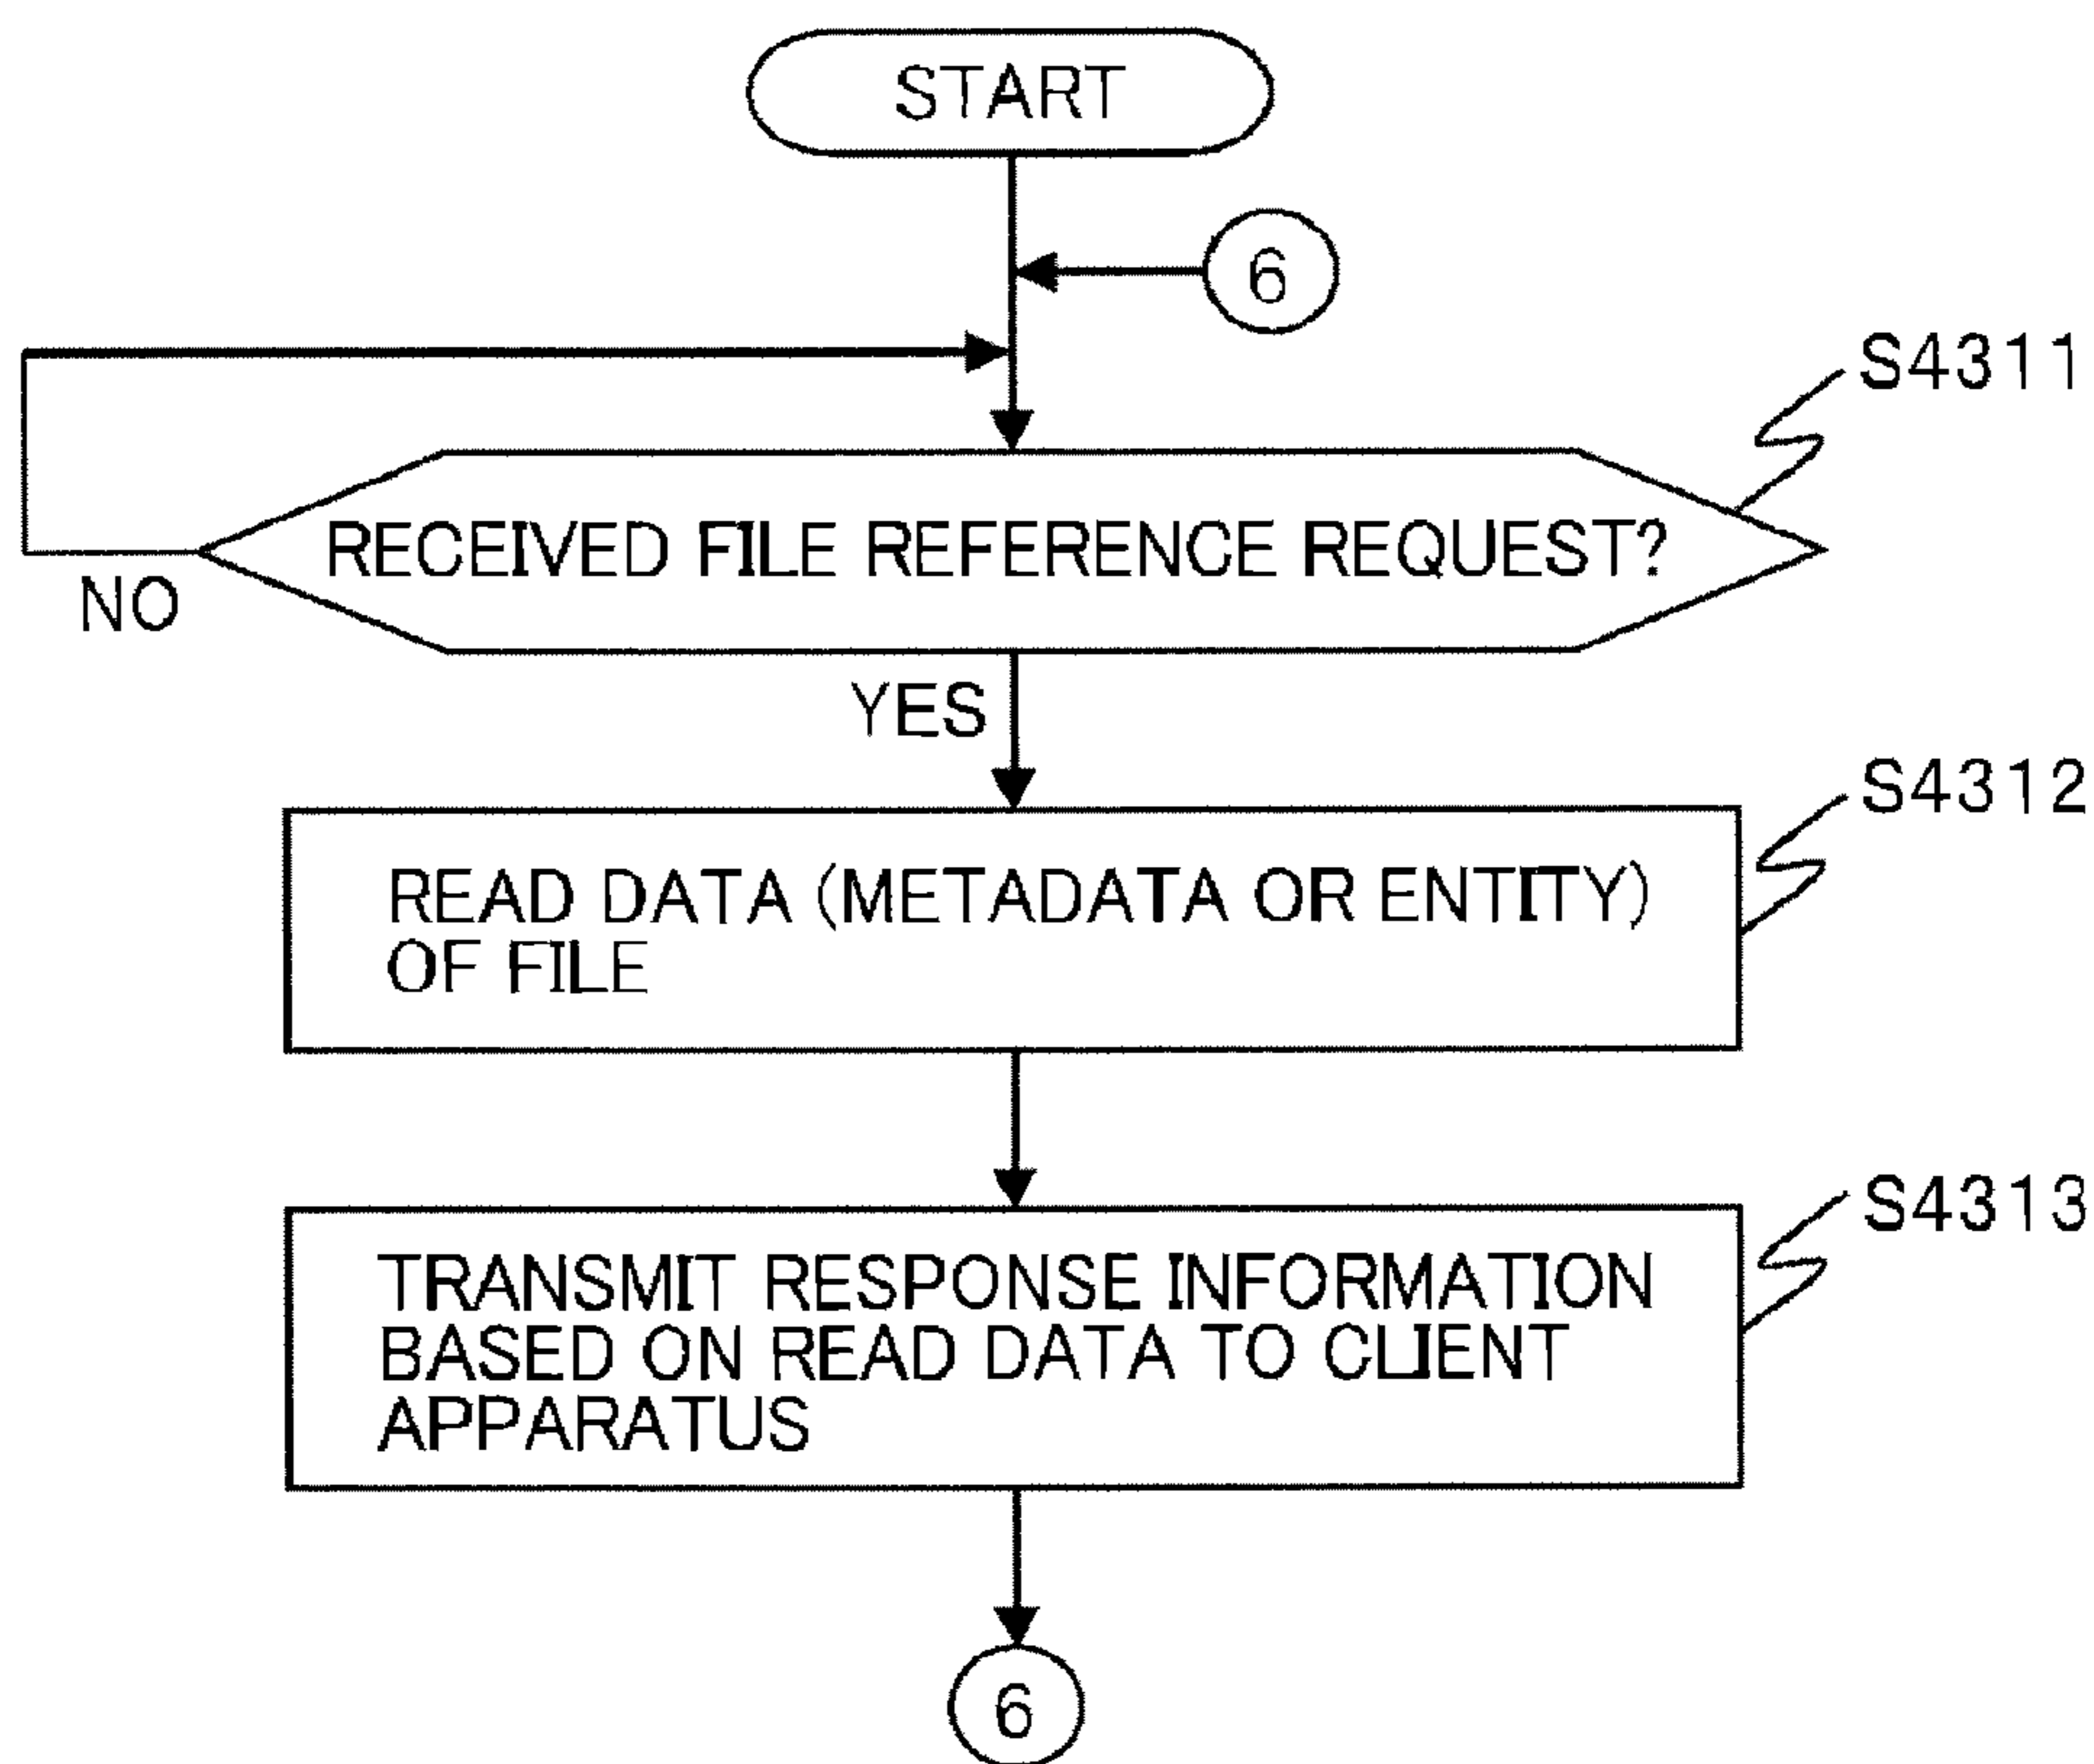 START
6
S4311
RECEIVED FILE REFERENCE REQUEST?
NO
YES
S4312
READ DATA (METADATA OR ENTITY)
OF FILE
S4313
TRANSMIT RESPONSE INFORMATION
BASED ON READ DATA TO CLIENT
APPARATUS
6